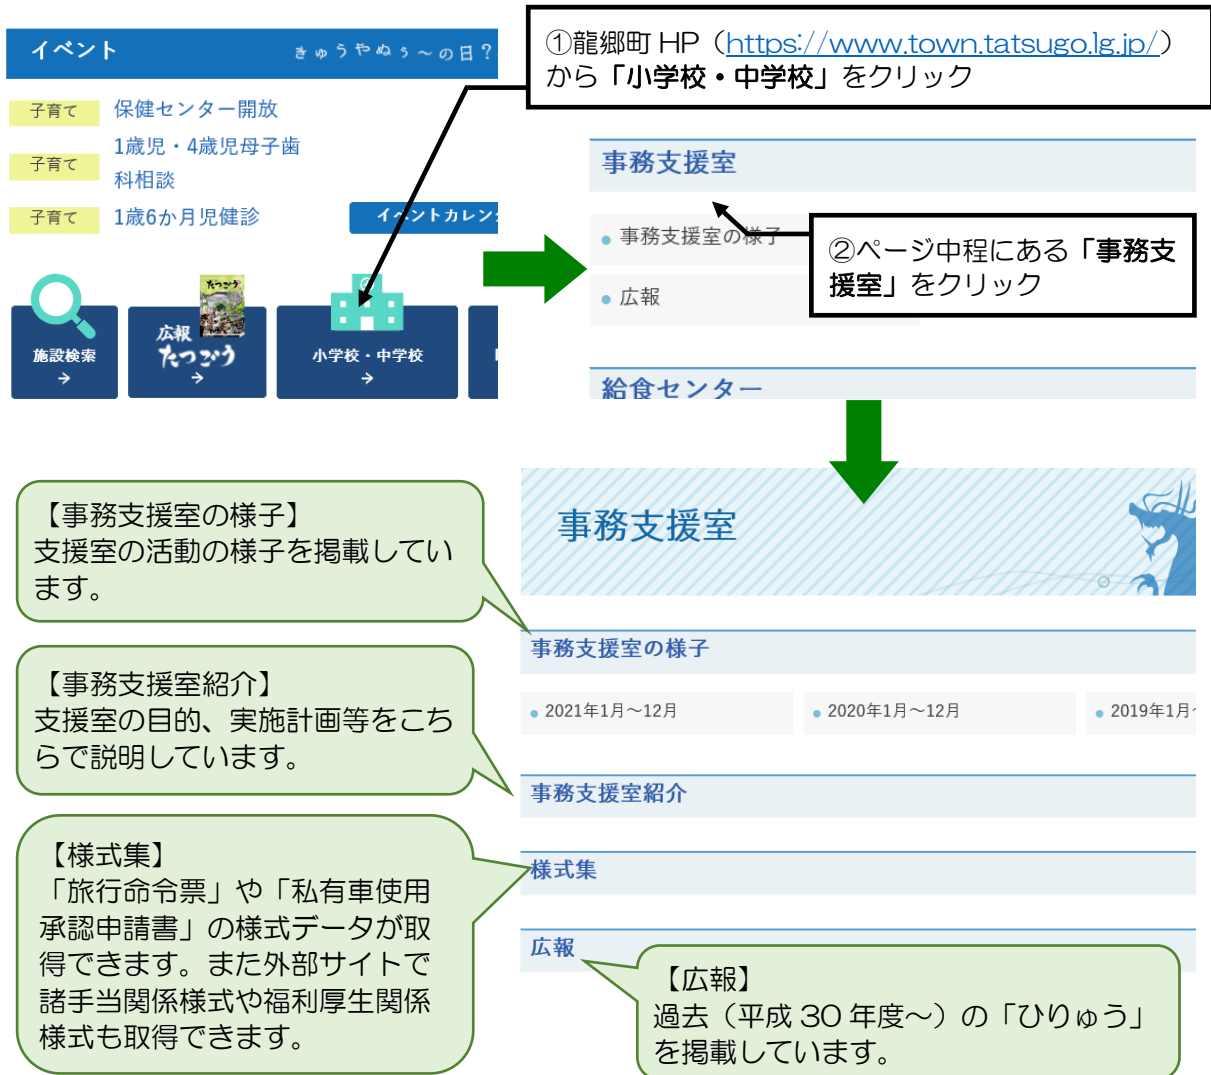 イベント
きゅうやぬぅ～の日？
子育て 保健センター開放
子育て 1歳児・4歳児母子歯
科相談
子育て 1歳6か月児健診
イベントカレン
施設検索
→
たつごう
広報
たつごう
→
小学校・中学校
→
①龍郷町 HP（https://www.town.tatsugo.lg.jp/）
から「小学校・中学校」をクリック
事務支援室
事務支援室の様子
広報
②ページ中程にある「事務支
援室」をクリック
給食センター
【事務支援室の様子】
支援室の活動の様子を掲載してい
ます。
【事務支援室紹介】
支援室の目的、実施計画等をこち
らで説明しています。
【様式集】
「旅行命令票」や「私有車使用
承認申請書」の様式データが取
得できます。また外部サイトで
諸手当関係様式や福利厚生関係
様式も取得できます。
事務支援室
事務支援室の様子
2021年1月～12月
2020年1月～12月
2019年1月～
事務支援室紹介
様式集
広報
【広報】
過去（平成 30 年度～）の「ひりゅう」
を掲載しています。